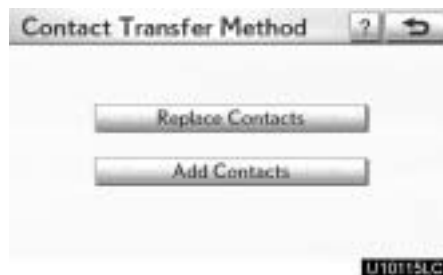 Contact Transfer Method ?
Replace Contacts
Add Contacts
U10115LC